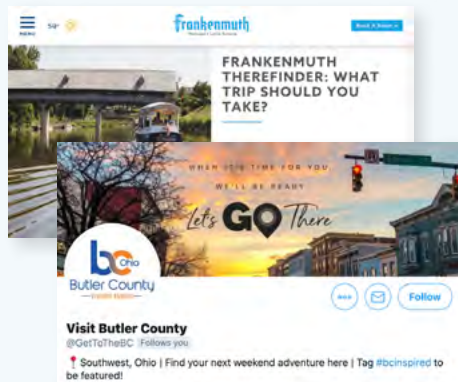 MENU
54°
Frankenmuth
FRANKENMUTH
THEREFINDER: WHAT
TRIP SHOULD YOU
TAKE?
WHEN IT'S TIME FOR YOU
WE'LL BE READY
Let's GO There
bc Ohio
Butler County
Follow
Visit Butler County
@GetToTheBC Follows you
Southwest, Ohio | Find your next weekend adventure here | Tag #bcinspired to
be featured!